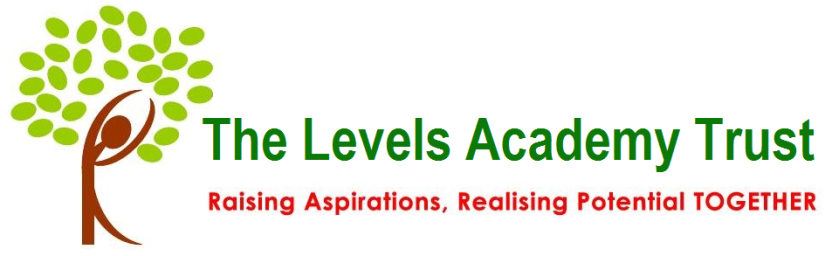 The Levels Academy Trust
Raising Aspirations, Realising Potential TOGETHER